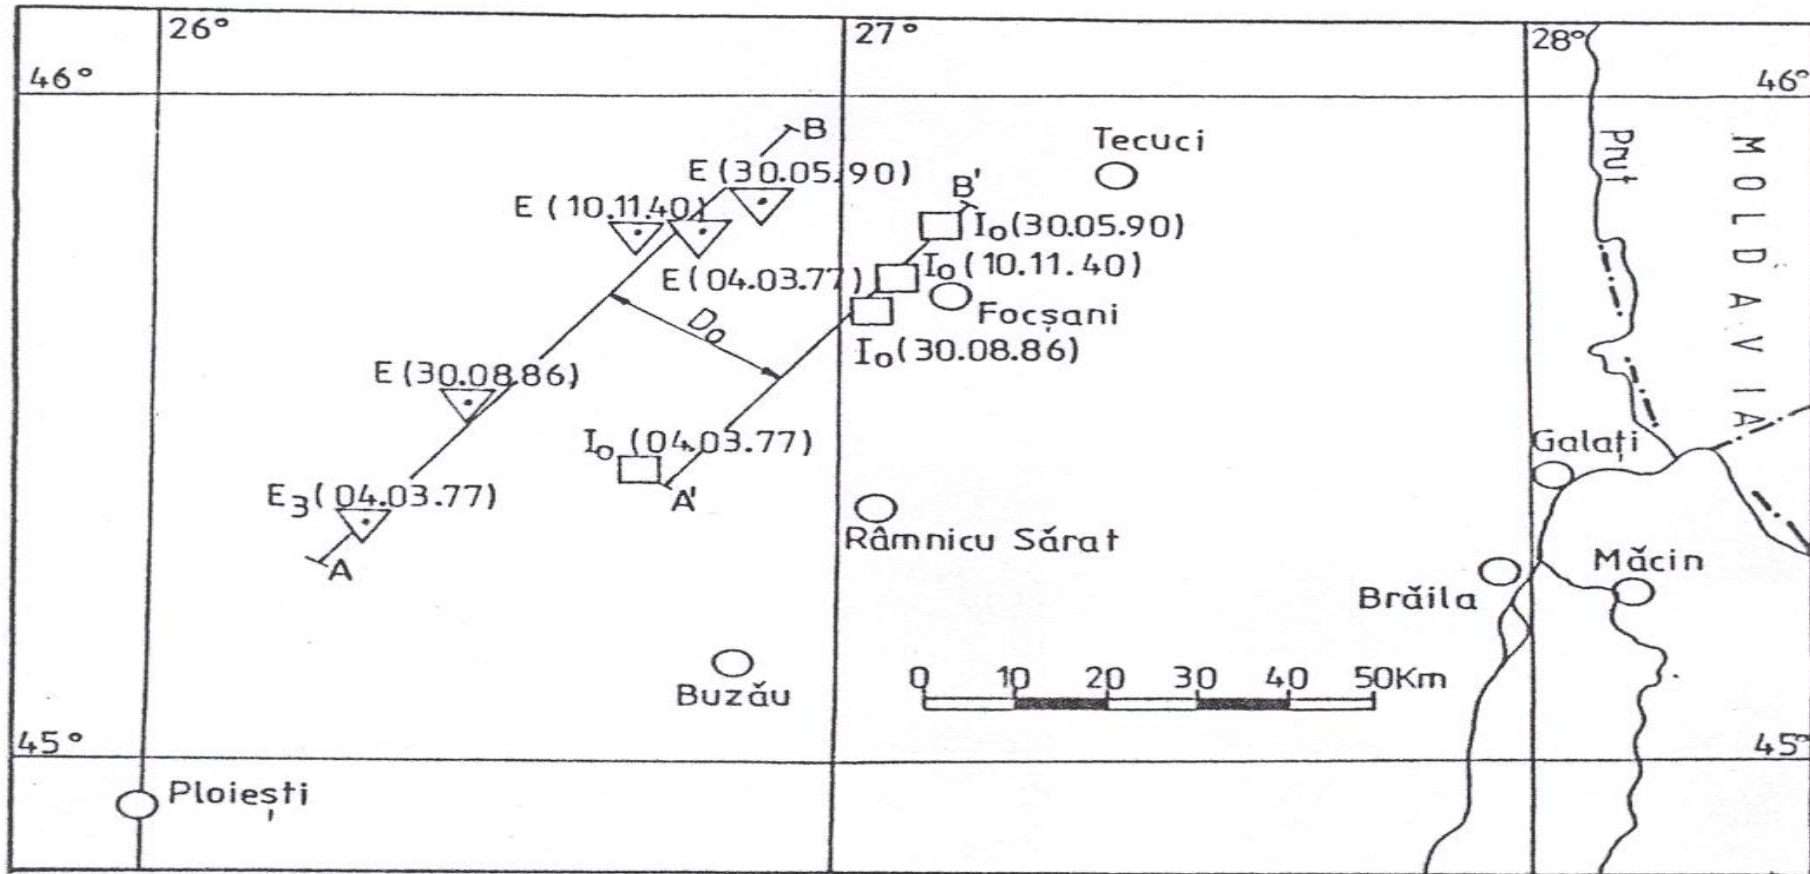 26°
27°
28°
46°
46°
B
Tecuci
Prut
MOLDAVIA
E (30.05.90)
B'
E (10.11.40)
I₀(30.05.90)
I₀(10.11.40)
E(04.03.77)
Focșani
D₀
I₀(30.08.86)
E(30.08.86)
I₀ (04.03.77)
Galați
E₃(04.03.77)
A'
Râmnicu Sărat
A
Măcin
Brăila
Buzău
0 10 20 30 40 50Km
45°
45°
Ploiești